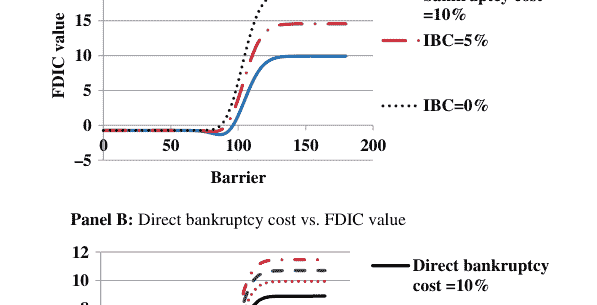 =10%
15
IBC=5%
10
FDIC value
5
IBC=0%
0
0 50 100 150 200
–5
Barrier
Panel B: Direct bankruptcy cost vs. FDIC value
12
Direct bankruptcy
10
cost =10%